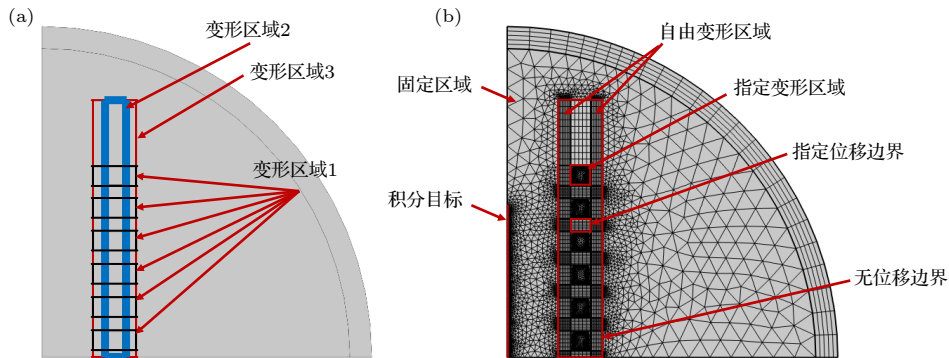 (a)
变形区域2
变形区域3
变形区域1
(b)
自由变形区域
固定区域
指定变形区域
指定位移边界
积分目标
无位移边界